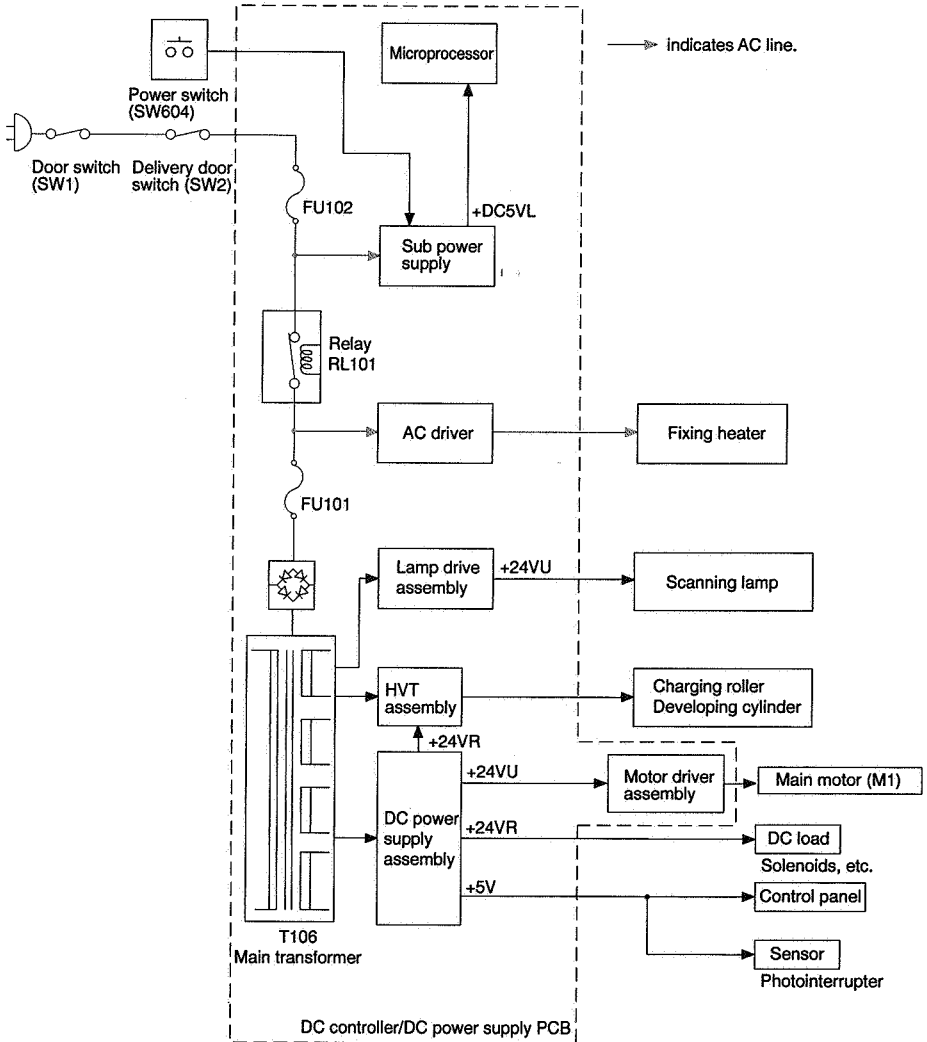 Microprocessor
indicates AC line.
Power switch
(SW604)
Door switch
(SW1)
Delivery door
switch (SW2)
FU102
+DC5VL
Sub power
supply
Relay
RL101
AC driver
Fixing heater
FU101
Lamp drive
assembly
+24VU
Scanning lamp
HVT
assembly
Charging roller
Developing cylinder
+24VR
+24VU
Motor driver
assembly
Main motor (M1)
DC power
supply
assembly
+24VR
DC load
Solenoids, etc.
+5V
Control panel
Sensor
Photointerrupter
T106
Main transformer
DC controller/DC power supply PCB